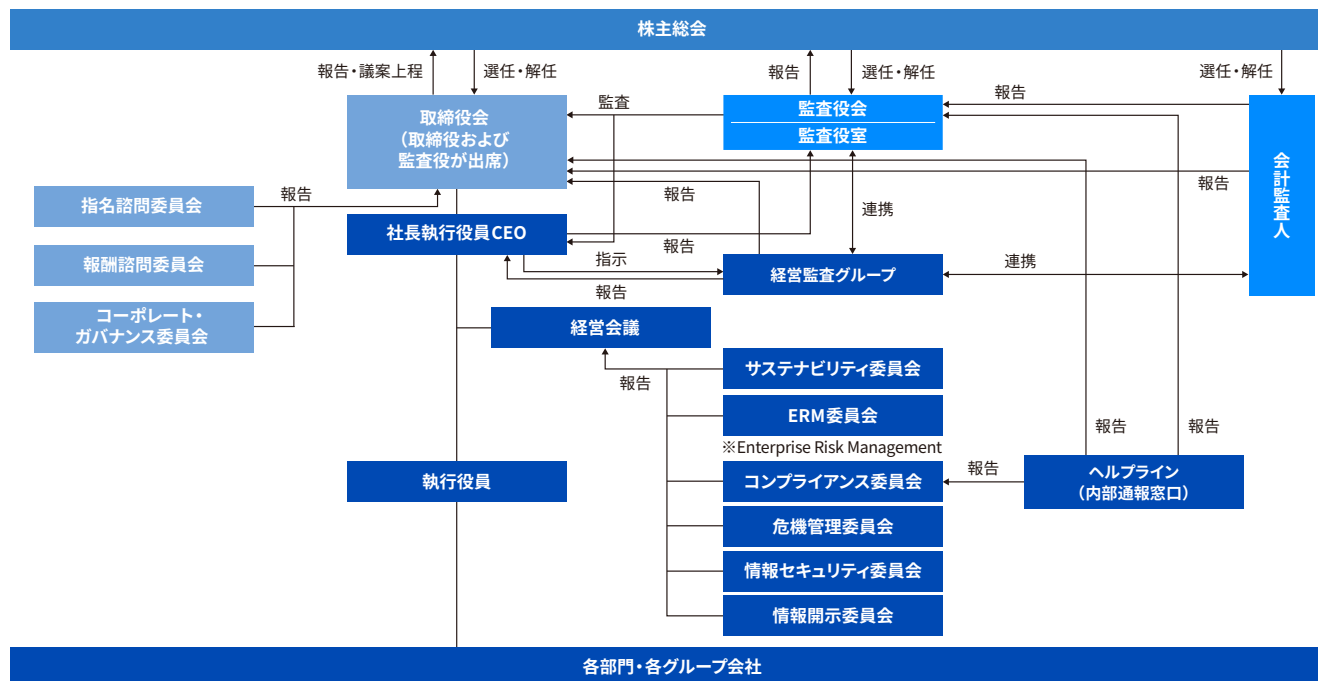 株主総会
報告・議案上程
選任・解任
報告
選任・解任
選任・解任
取締役会
（取締役および
監査役が出席）
監査
監査役会
監査役室
報告
会計監査人
指名諮問委員会
報告
報告
報告
連携
社長執行役員CEO
報告
報酬諮問委員会
指示
経営監査グループ
連携
報告
コーポレート・
ガバナンス委員会
経営会議
報告
サステナビリティ委員会
ERM委員会
※Enterprise Risk Management
報告
報告
執行役員
コンプライアンス委員会
報告
ヘルプライン
（内部通報窓口）
危機管理委員会
情報セキュリティ委員会
情報開示委員会
各部門・各グループ会社